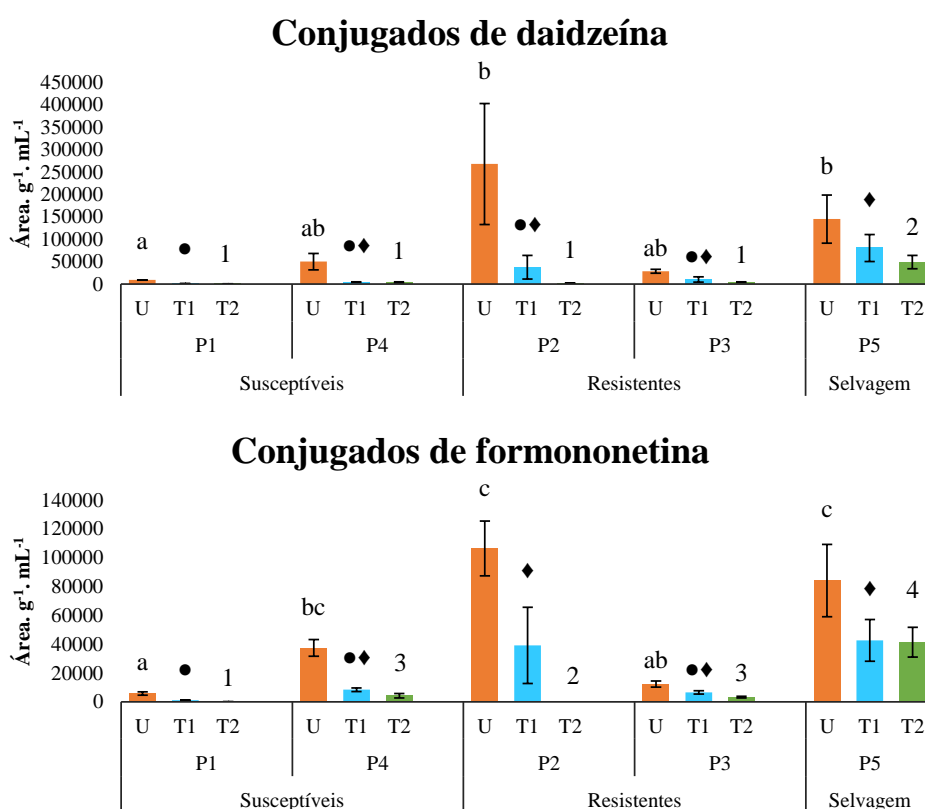 Conjugados de daidzeína
b
450000
400000
350000
300000
250000
200000
150000
100000
50000
0
Área. g-1. mL-1
a ● 1 ab ●♦ 1 ●♦ 1 ab ●♦ 1 b ♦ 2
U T1 T2 U T1 T2 U T1 T2 U T1 T2 U T1 T2
P1 P4 P2 P3 P5
Susceptíveis Resistentes Selvagem
Conjugados de formononetina
140000
120000
100000
80000
60000
40000
20000
0
Área. g-1. mL-1
a ● 1 bc ●♦ 3 c ♦ 2 ab ●♦ 3 c ♦ 4
U T1 T2 U T1 T2 U T1 T2 U T1 T2 U T1 T2
P1 P4 P2 P3 P5
Susceptíveis Resistentes Selvagem